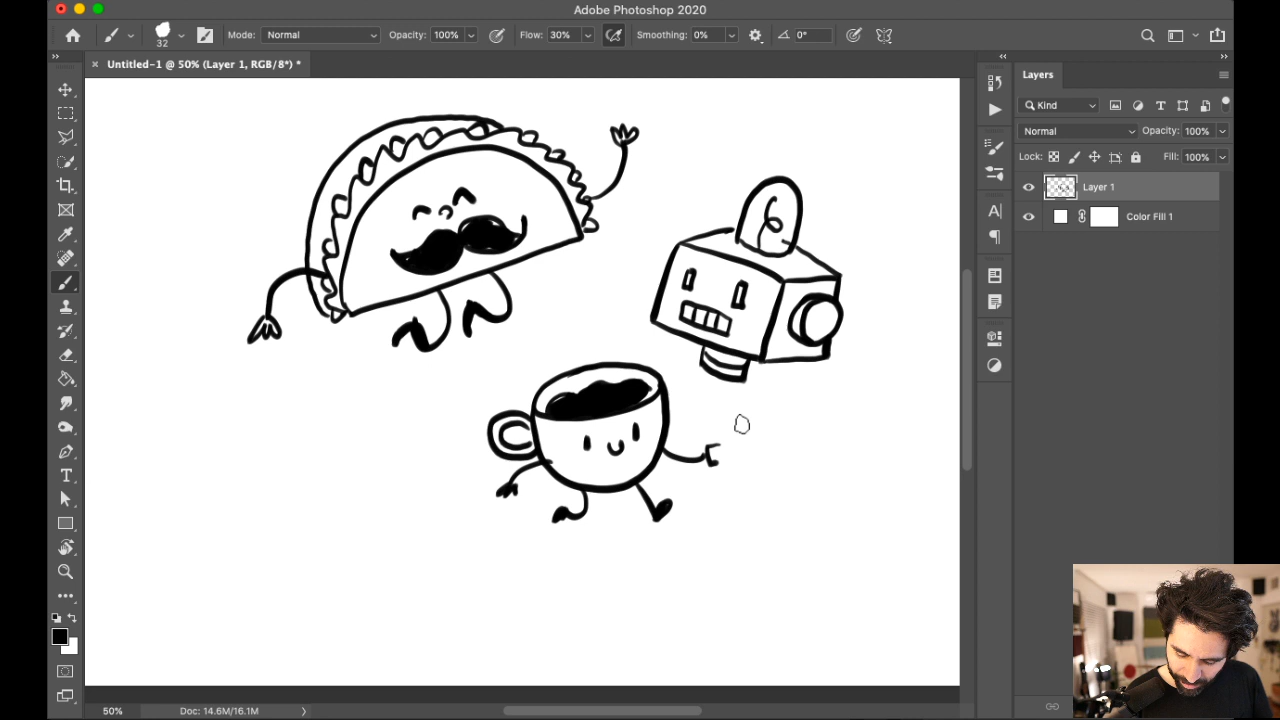 Adobe Photoshop 2020
32
Mode: Normal
Opacity: 100%
Flow: 30%
Smoothing: 0%
0°
Untitled-1 @ 50% (Layer 1, RGB/8*) *
Layers
Kind
Normal
Opacity: 100%
Lock:
Fill: 100%
Layer 1
Color Fill 1
50%
Doc: 14.6M/16.1M